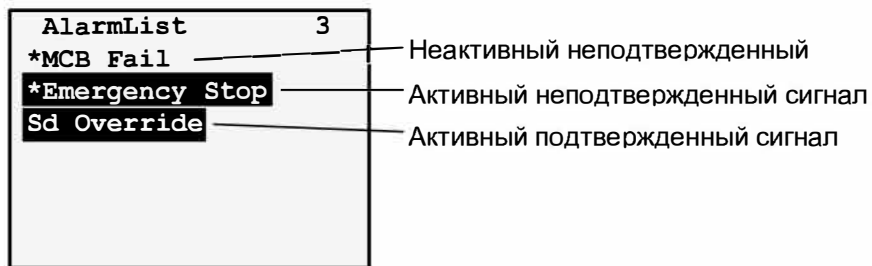 AlarmList 3
*MCB Fail
Неактивный неподтвержденный
*Emergency Stop
Активный неподтвержденный сигнал
Sd Override
Активный подтвержденный сигнал